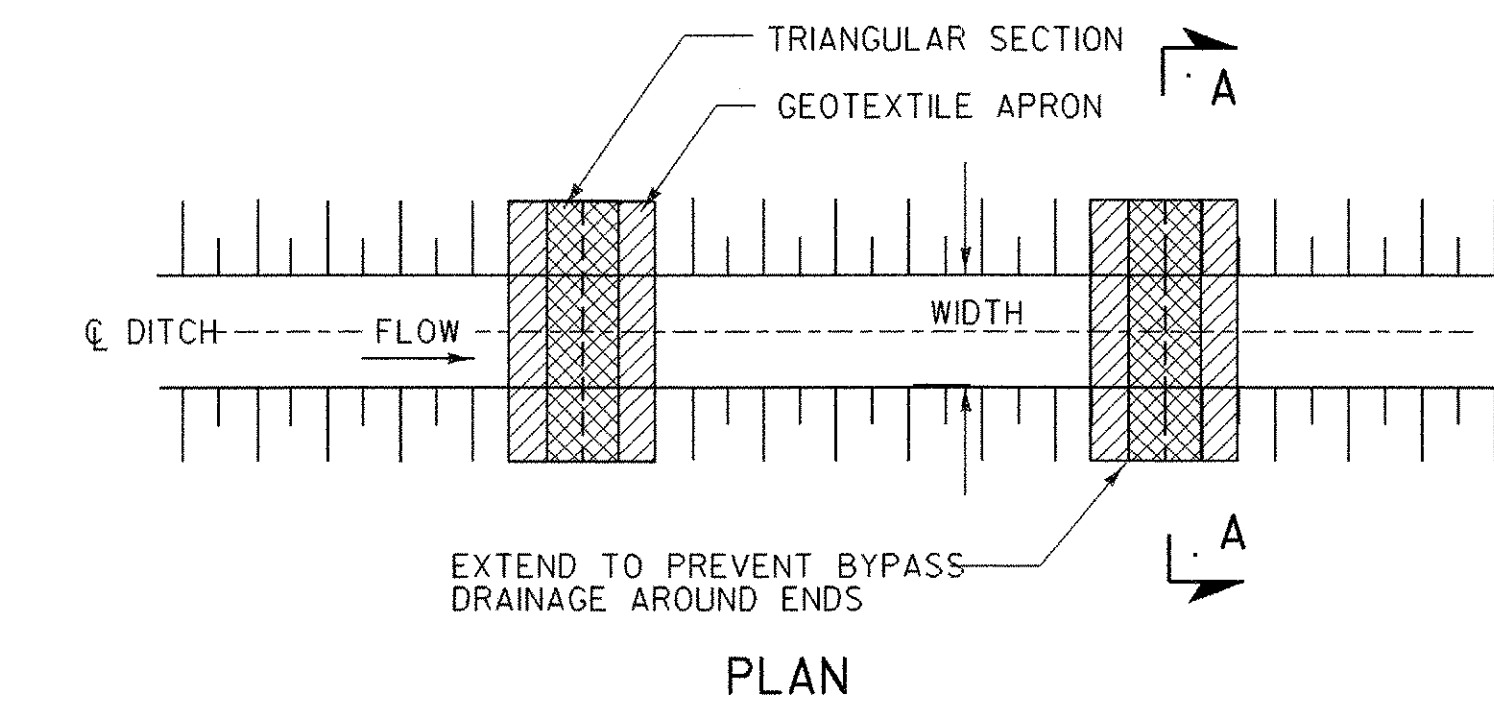 TRIANGULAR SECTION
A
GEOTEXTILE APRON
WIDTH
℄ DITCH
FLOW
EXTEND TO PREVENT BYPASS
DRAINAGE AROUND ENDS
A
PLAN